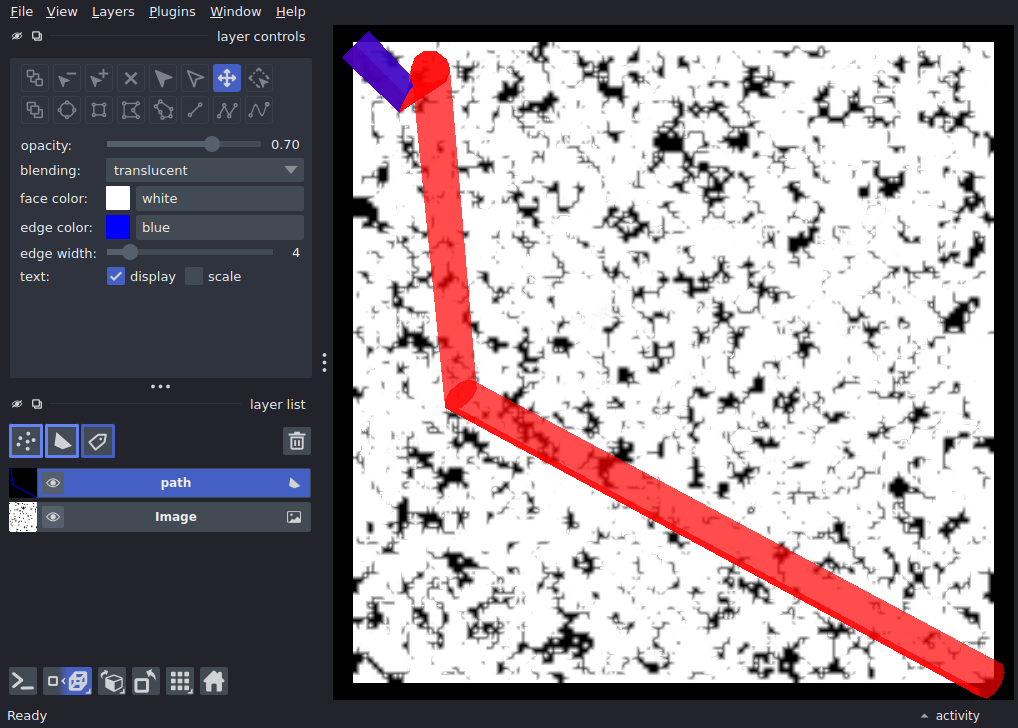 File View Layers Plugins Window Help
layer controls
opacity: 0.70
blending: translucent
face color: white
edge color: blue
edge width: 4
text: display scale
layer list
path
Image
Ready activity